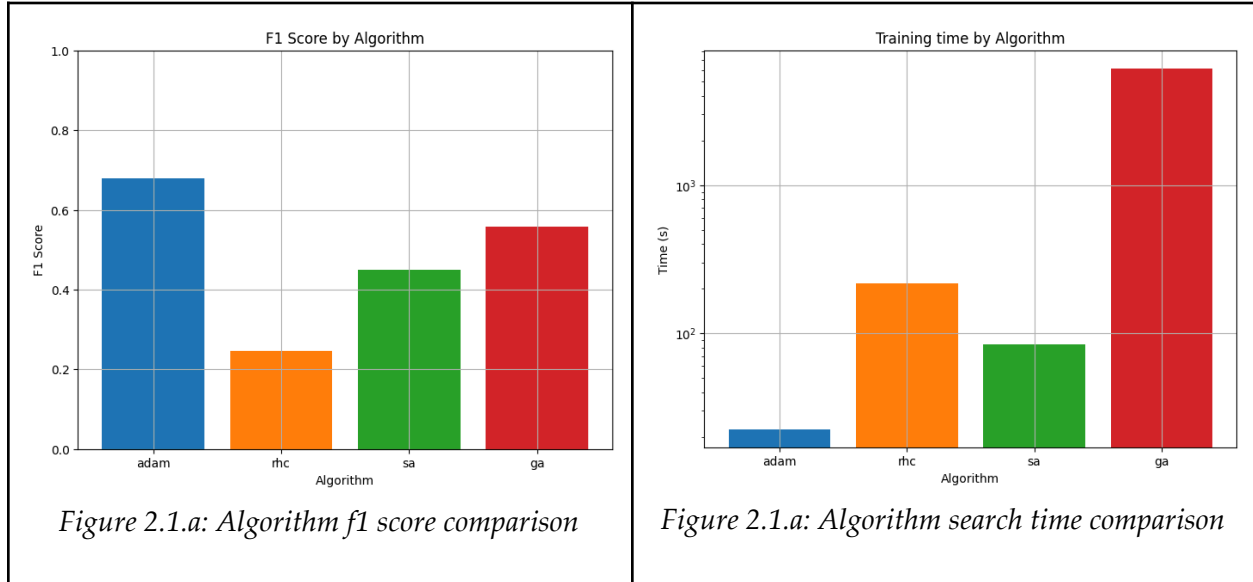 F1 Score by Algorithm
1.0
0.8
0.6
0.4
0.2
0.0
F1 Score
adam rhc sa ga
Algorithm
Figure 2.1.a: Algorithm f1 score comparison
Training time by Algorithm
10³
10²
Time (s)
adam rhc sa ga
Algorithm
Figure 2.1.a: Algorithm search time comparison